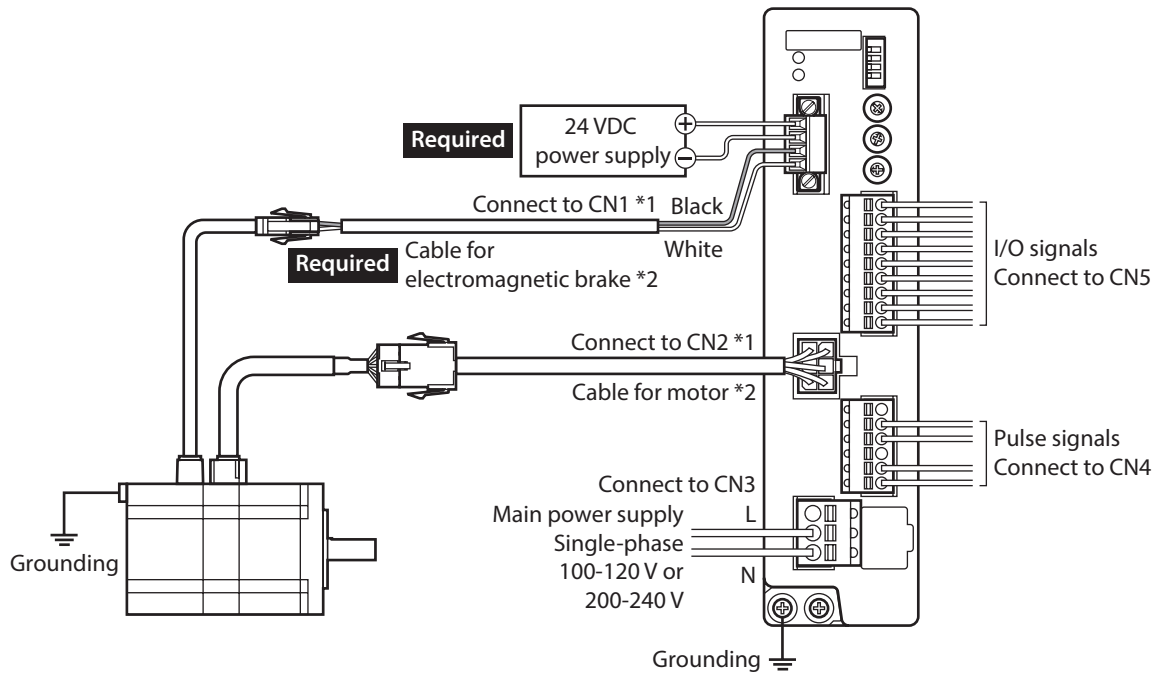 Required
24 VDC
power supply
+
−
Connect to CN1 *1
Black
White
Required
Cable for
electromagnetic brake *2
I/O signals
Connect to CN5
Connect to CN2 *1
Cable for motor *2
Pulse signals
Connect to CN4
Connect to CN3
Main power supply
L
Single-phase
100-120 V or
N
200-240 V
Grounding
Grounding